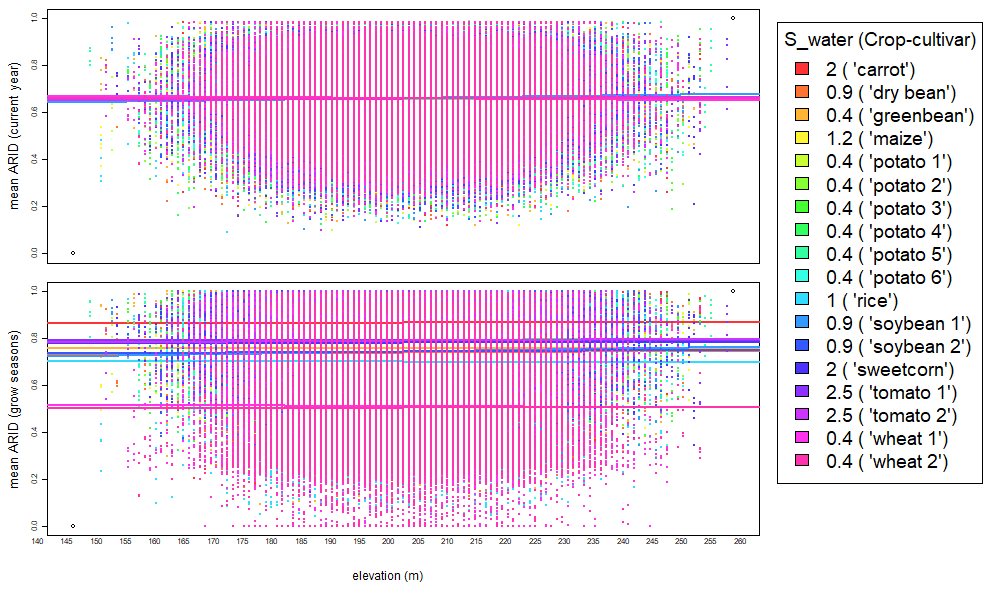 mean ARID (current year)
1.0
0.8
0.6
0.4
0.2
0.0
mean ARID (grow seasons)
1.0
0.8
0.6
0.4
0.2
0.0
140 145 150 155 160 165 170 175 180 185 190 195 200 205 210 215 220 225 230 235 240 245 250 255 260
elevation (m)
S_water (Crop-cultivar)
2 ( 'carrot')
0.9 ( 'dry bean')
0.4 ( 'greenbean')
1.2 ( 'maize')
0.4 ( 'potato 1')
0.4 ( 'potato 2')
0.4 ( 'potato 3')
0.4 ( 'potato 4')
0.4 ( 'potato 5')
0.4 ( 'potato 6')
1 ( 'rice')
0.9 ( 'soybean 1')
0.9 ( 'soybean 2')
2 ( 'sweetcorn')
2.5 ( 'tomato 1')
2.5 ( 'tomato 2')
0.4 ( 'wheat 1')
0.4 ( 'wheat 2')